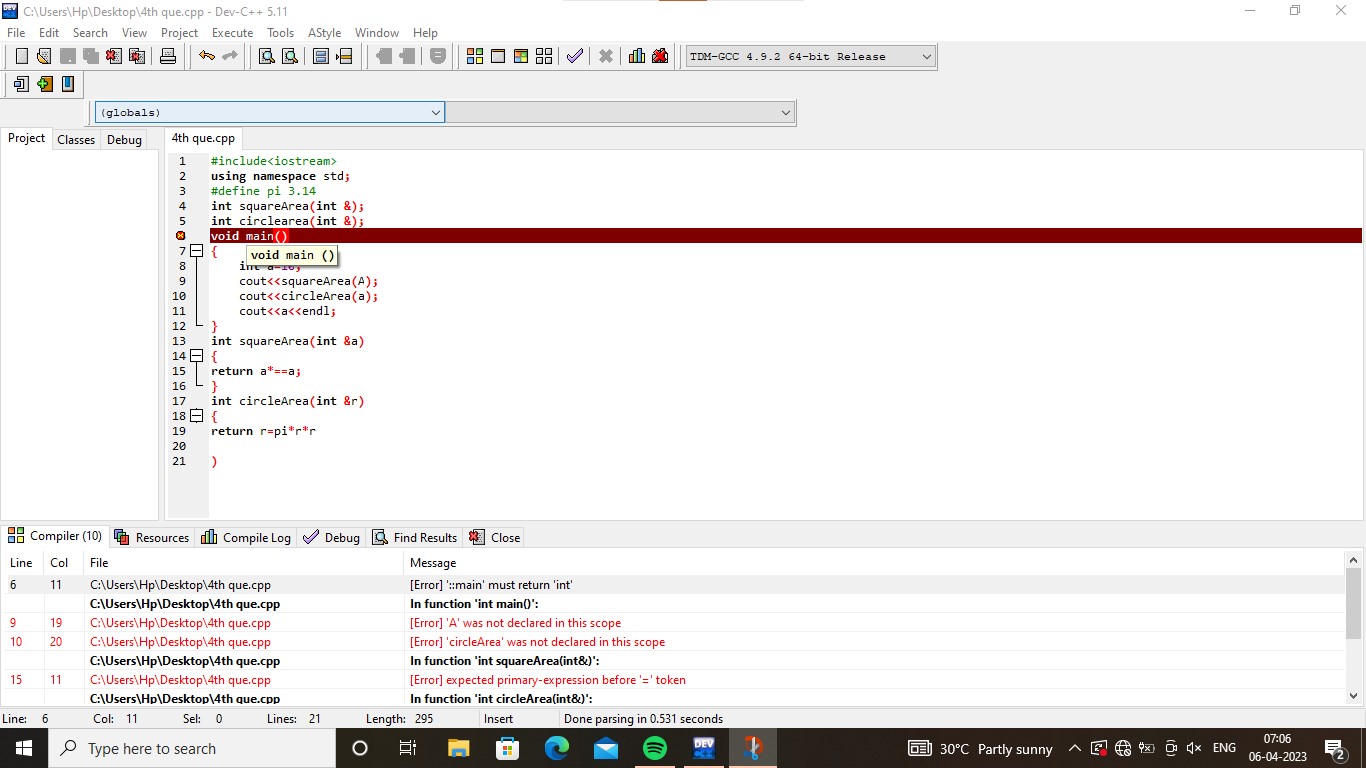 C:\Users\Hp\Desktop\4th que.cpp - Dev-C++ 5.11
File Edit Search View Project Execute Tools AStyle Window Help
TDM-GCC 4.9.2 64-bit Release
(globals)
Project Classes Debug
4th que.cpp
1 #include<iostream>
2 using namespace std;
3 #define pi 3.14
4 int squareArea(int &);
5 int circlearea(int &);
void main()
7 {
void main ()
8
9 cout<<squareArea(A);
10 cout<<circleArea(a);
11 cout<<a<<endl;
12 }
13 int squareArea(int &a)
14 {
15 return a*==a;
16 }
17 int circleArea(int &r)
18 {
19 return r=pi*r*r
20
21 )
Compiler (10) Resources Compile Log Debug Find Results Close
Line Col File Message
6 11 C:\Users\Hp\Desktop\4th que.cpp [Error] '::main' must return 'int'
C:\Users\Hp\Desktop\4th que.cpp In function 'int main()':
9 19 C:\Users\Hp\Desktop\4th que.cpp [Error] 'A' was not declared in this scope
10 20 C:\Users\Hp\Desktop\4th que.cpp [Error] 'circleArea' was not declared in this scope
C:\Users\Hp\Desktop\4th que.cpp In function 'int squareArea(int&)':
15 11 C:\Users\Hp\Desktop\4th que.cpp [Error] expected primary-expression before '=' token
C:\Users\Hp\Desktop\4th que.cpp In function 'int circleArea(int&)':
Line: 6 Col: 11 Sel: 0 Lines: 21 Length: 295 Insert Done parsing in 0.531 seconds
Type here to search
DEV
30°C Partly sunny
ENG
07:06
06-04-2023
2